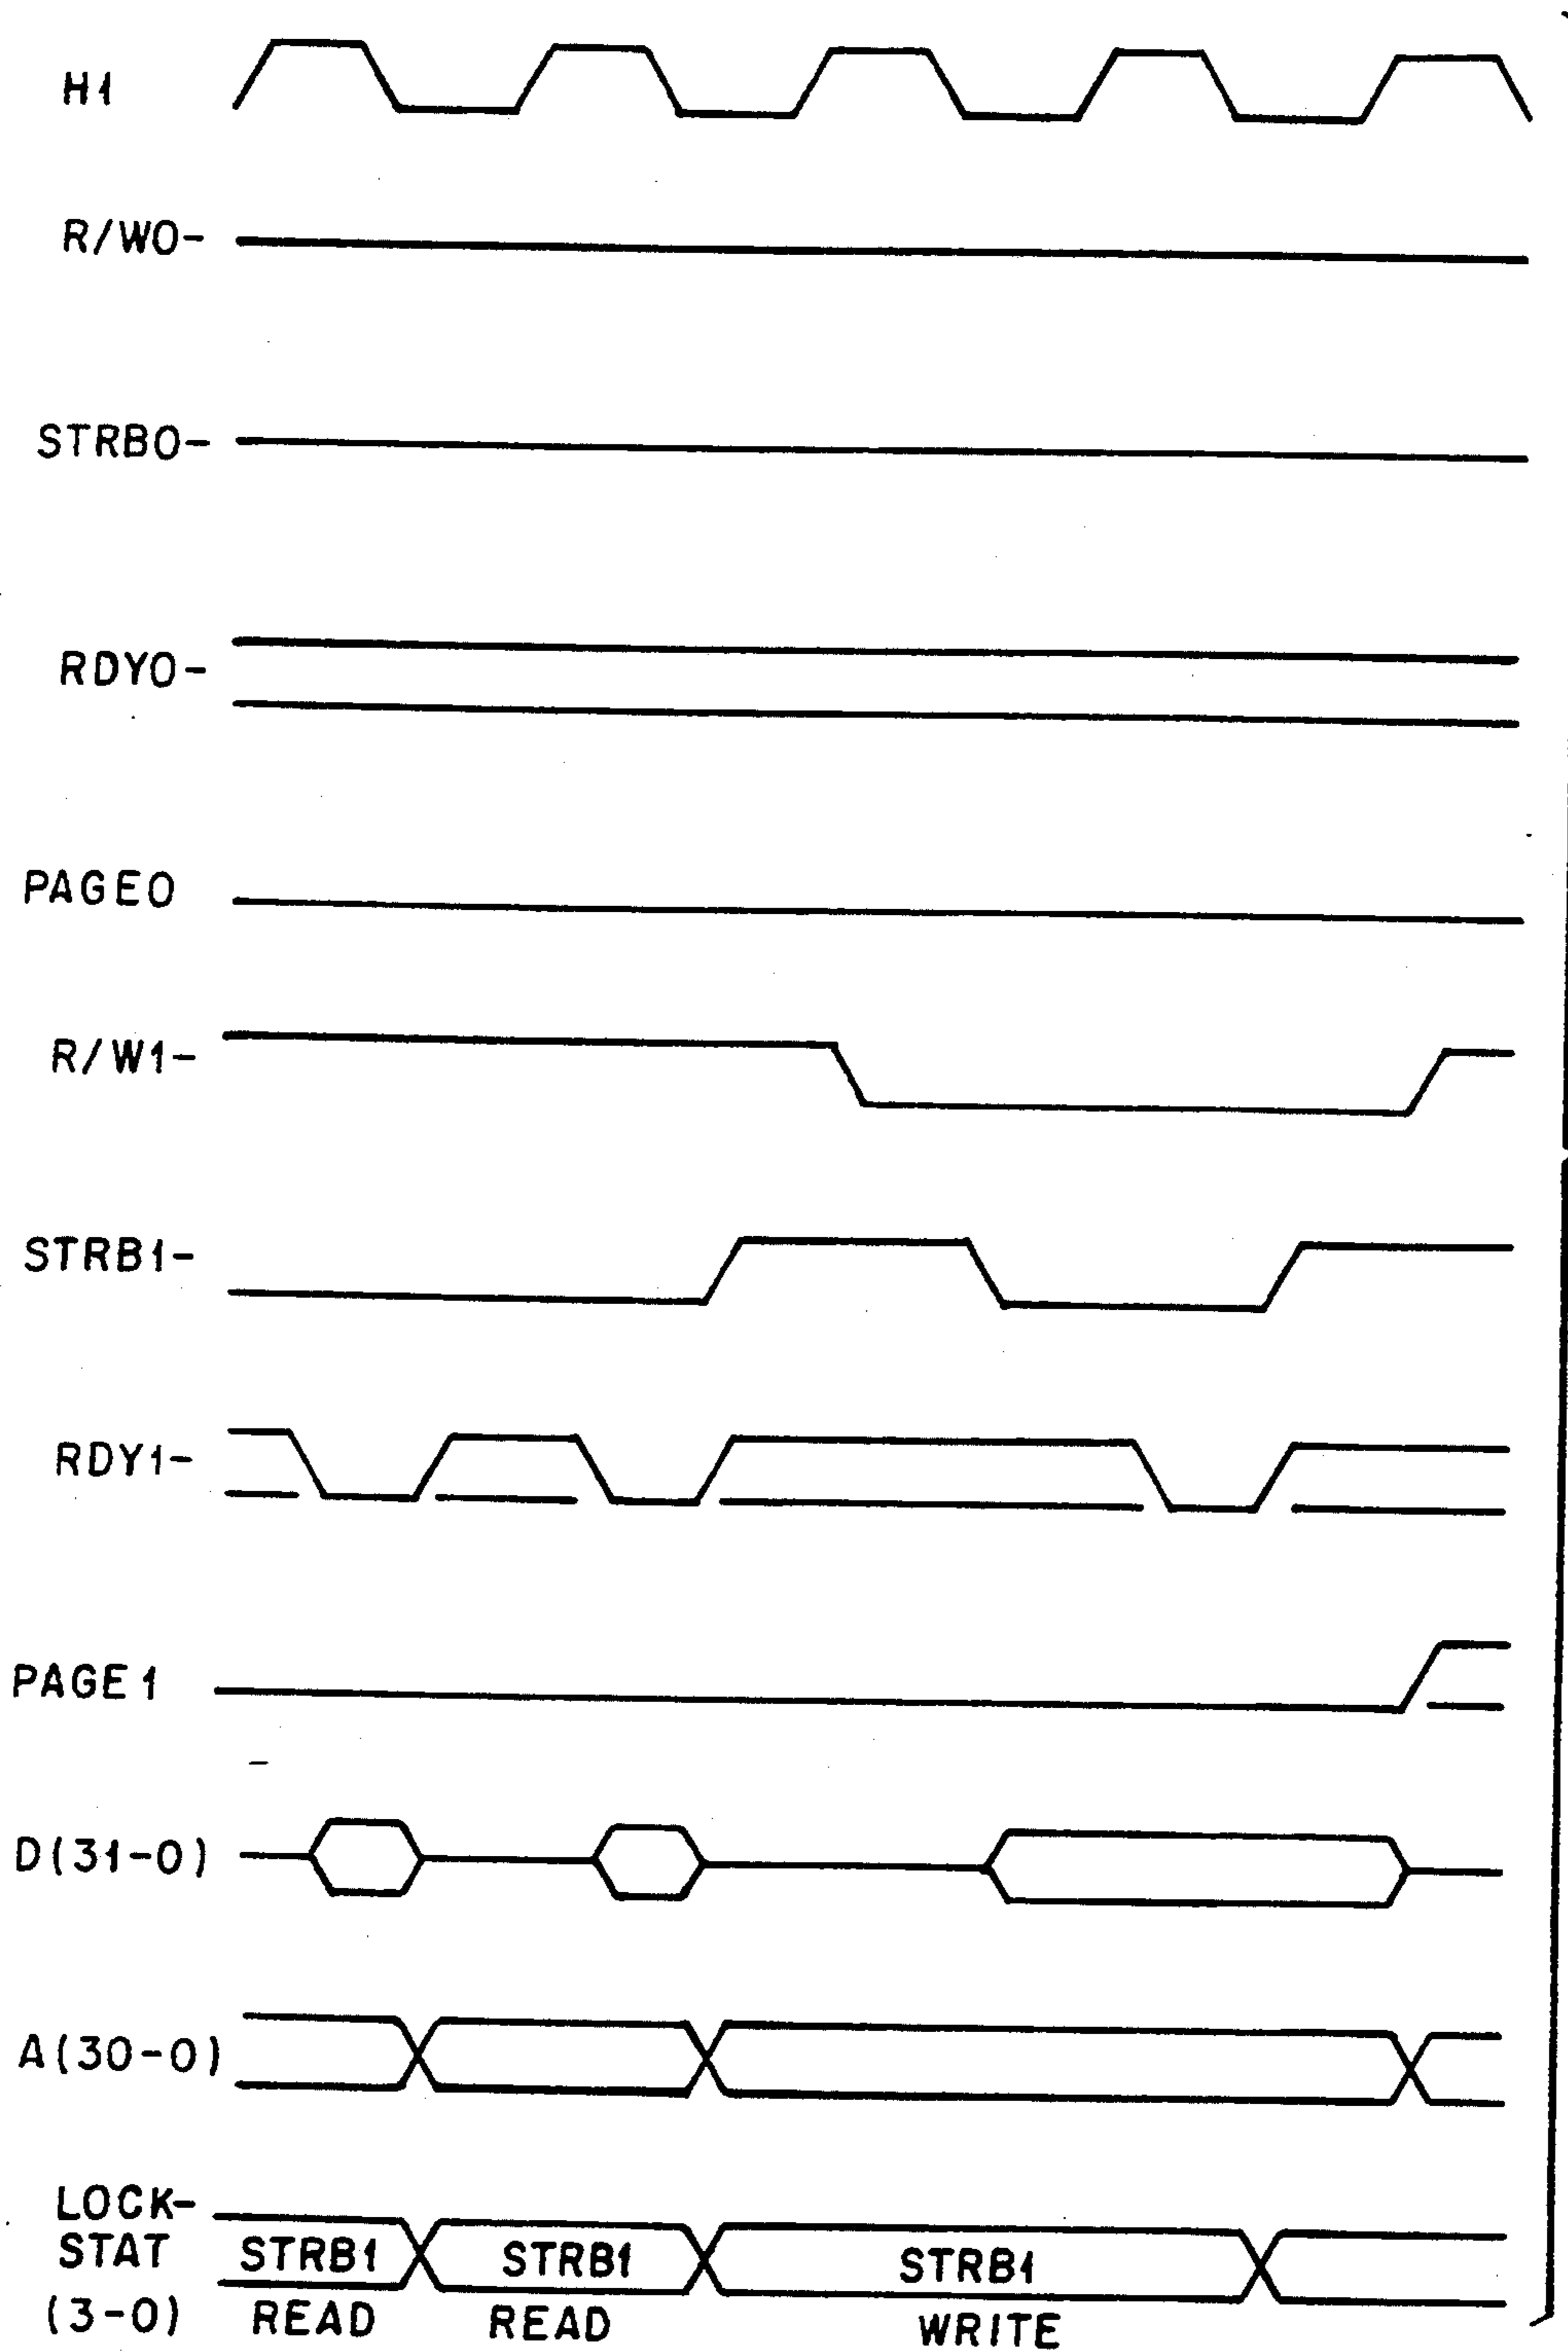 H1
R/W0-
STRB0-
RDY0-
PAGE0
R/W1-
STRB1-
RDY1-
PAGE1
D(31-0)
A(30-0)
LOCK-
STAT
(3-0)
STRB1 STRB1 STRB1
READ READ WRITE